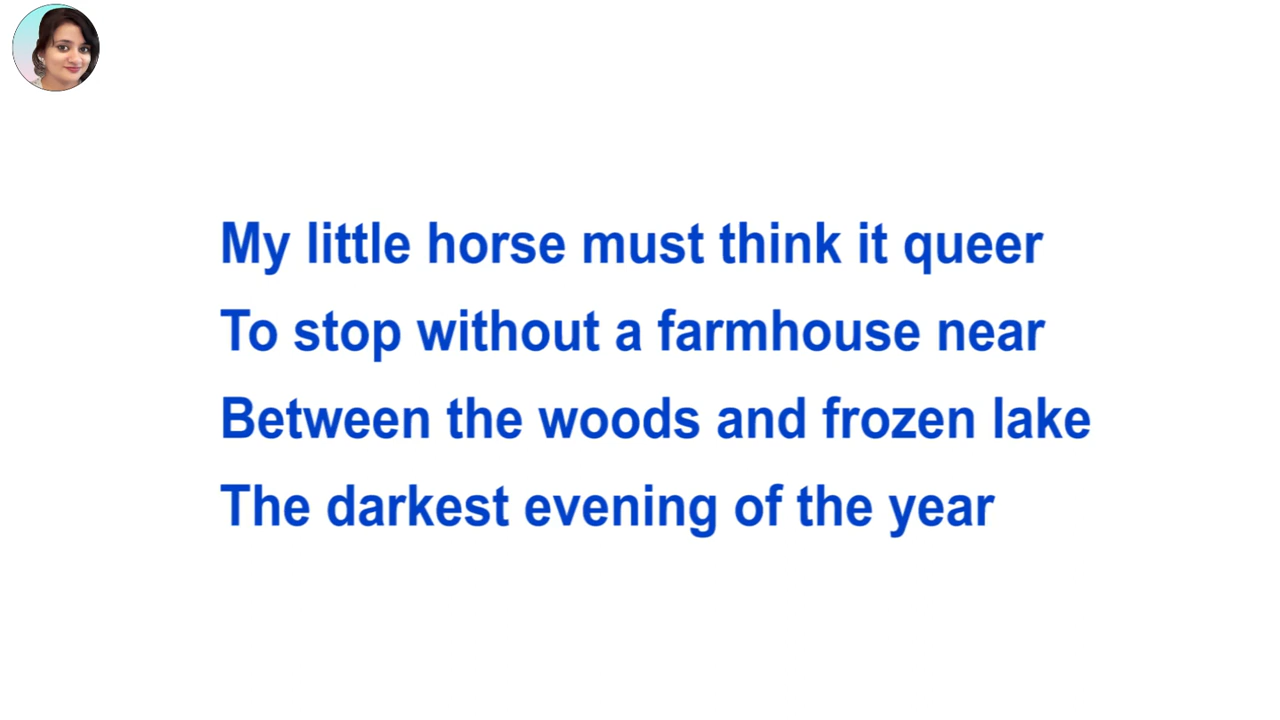 My little horse must think it queer
To stop without a farmhouse near
Between the woods and frozen lake
The darkest evening of the year